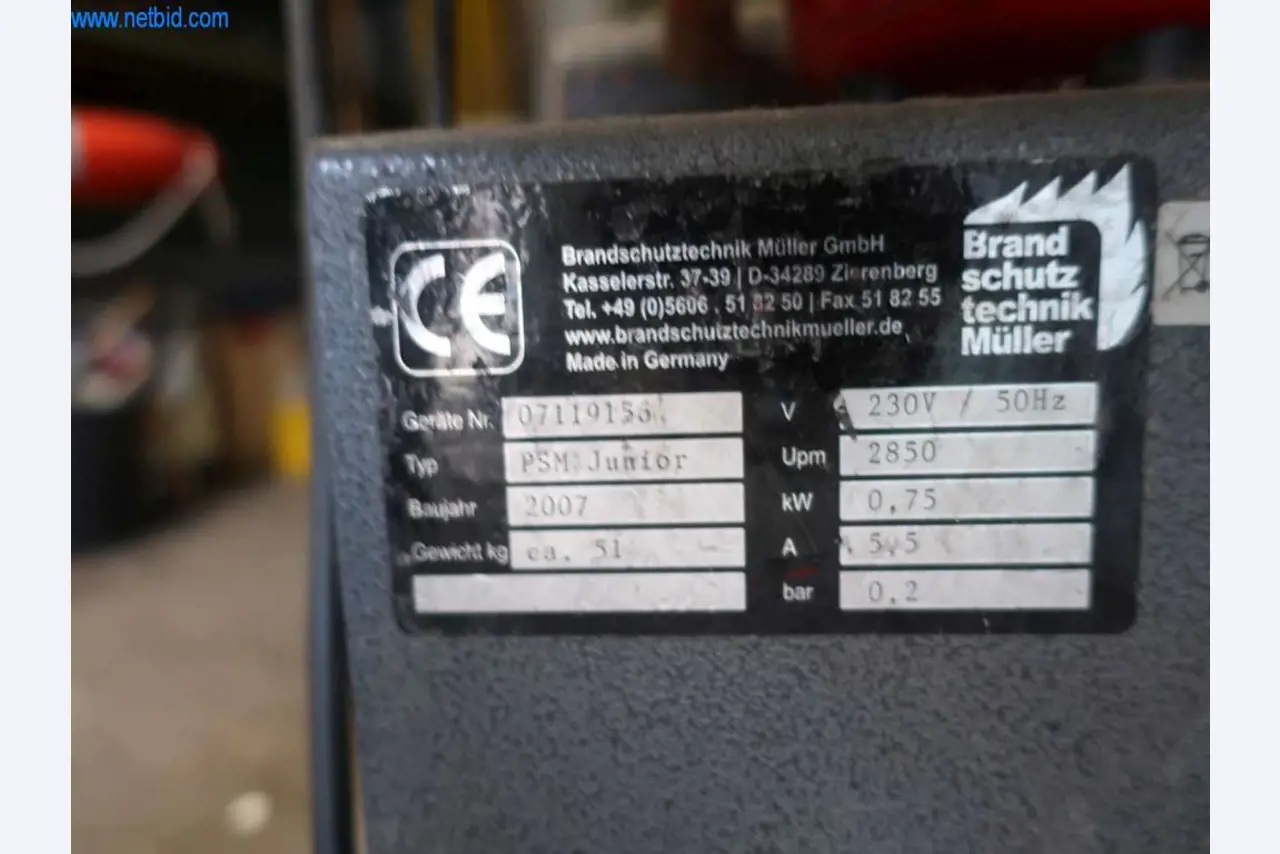 www.netbid.com
CE
Brandschutztechnik Müller GmbH
Kasselerstr. 37-39 | D-34289 Zierenberg
Tel. +49 (0)5606 . 51 82 50 | Fax 51 82 55
www.brandschutztechnikmueller.de
Made in Germany
Brand
schutz
technik
Müller
Geräte Nr. 07119156
Typ PSM Junior
Baujahr 2007
Gewicht kg ca. 51
V 230V / 50Hz
Upm 2850
kW 0,75
A 5,5
bar 0,2